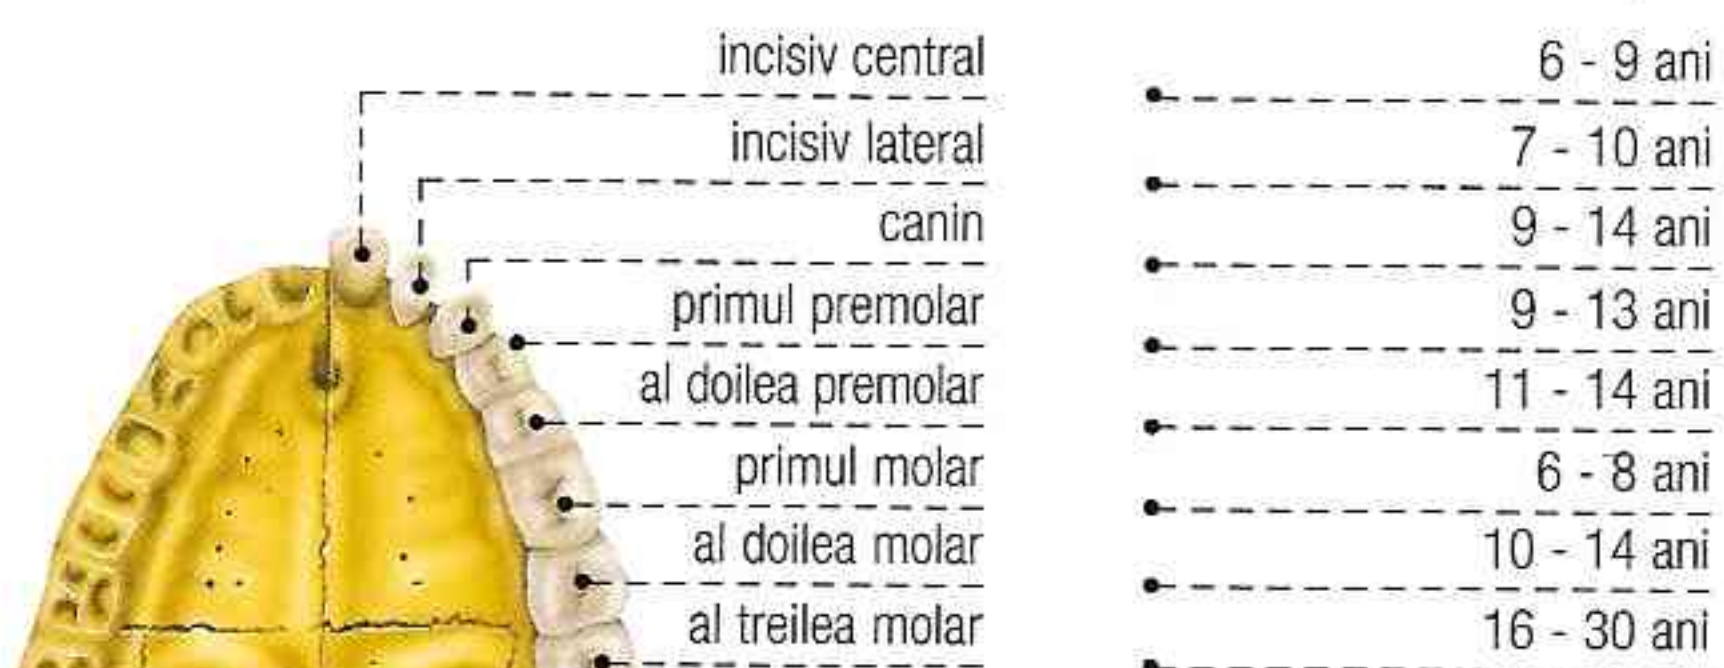 incisiv central 6 - 9 ani
incisiv lateral 7 - 10 ani
canin 9 - 14 ani
primul premolar 9 - 13 ani
al doilea premolar 11 - 14 ani
primul molar 6 - 8 ani
al doilea molar 10 - 14 ani
al treilea molar 16 - 30 ani